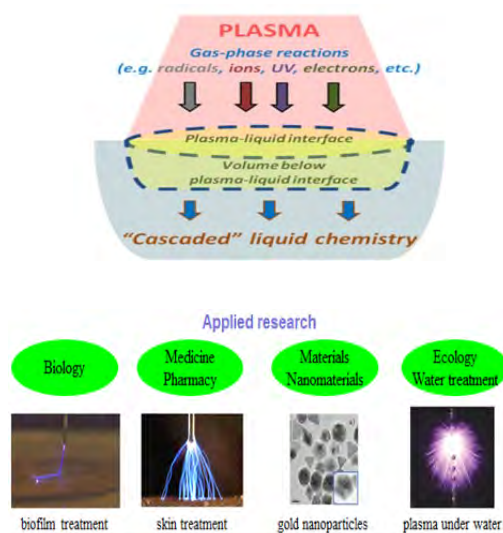 PLASMA
Gas-phase reactions
(e.g. radicals, ions, UV, electrons, etc.)
Plasma-liquid interface
Volume below
plasma-liquid interface
“Cascaded” liquid chemistry
Applied research
Biology
Medicine
Pharmacy
Materials
Nanomaterials
Ecology
Water treatment
biofilm treatment
skin treatment
gold nanoparticles
plasma under water